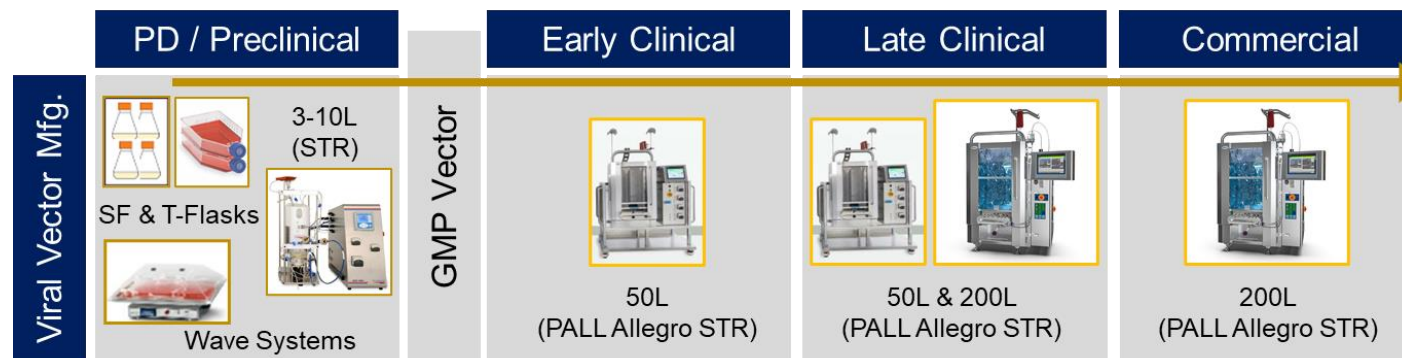 PD / Preclinical
Early Clinical
Late Clinical
Commercial
Viral Vector Mfg.
GMP Vector
3-10L
(STR)
SF & T-Flasks
Wave Systems
50L
(PALL Allegro STR)
50L & 200L
(PALL Allegro STR)
200L
(PALL Allegro STR)